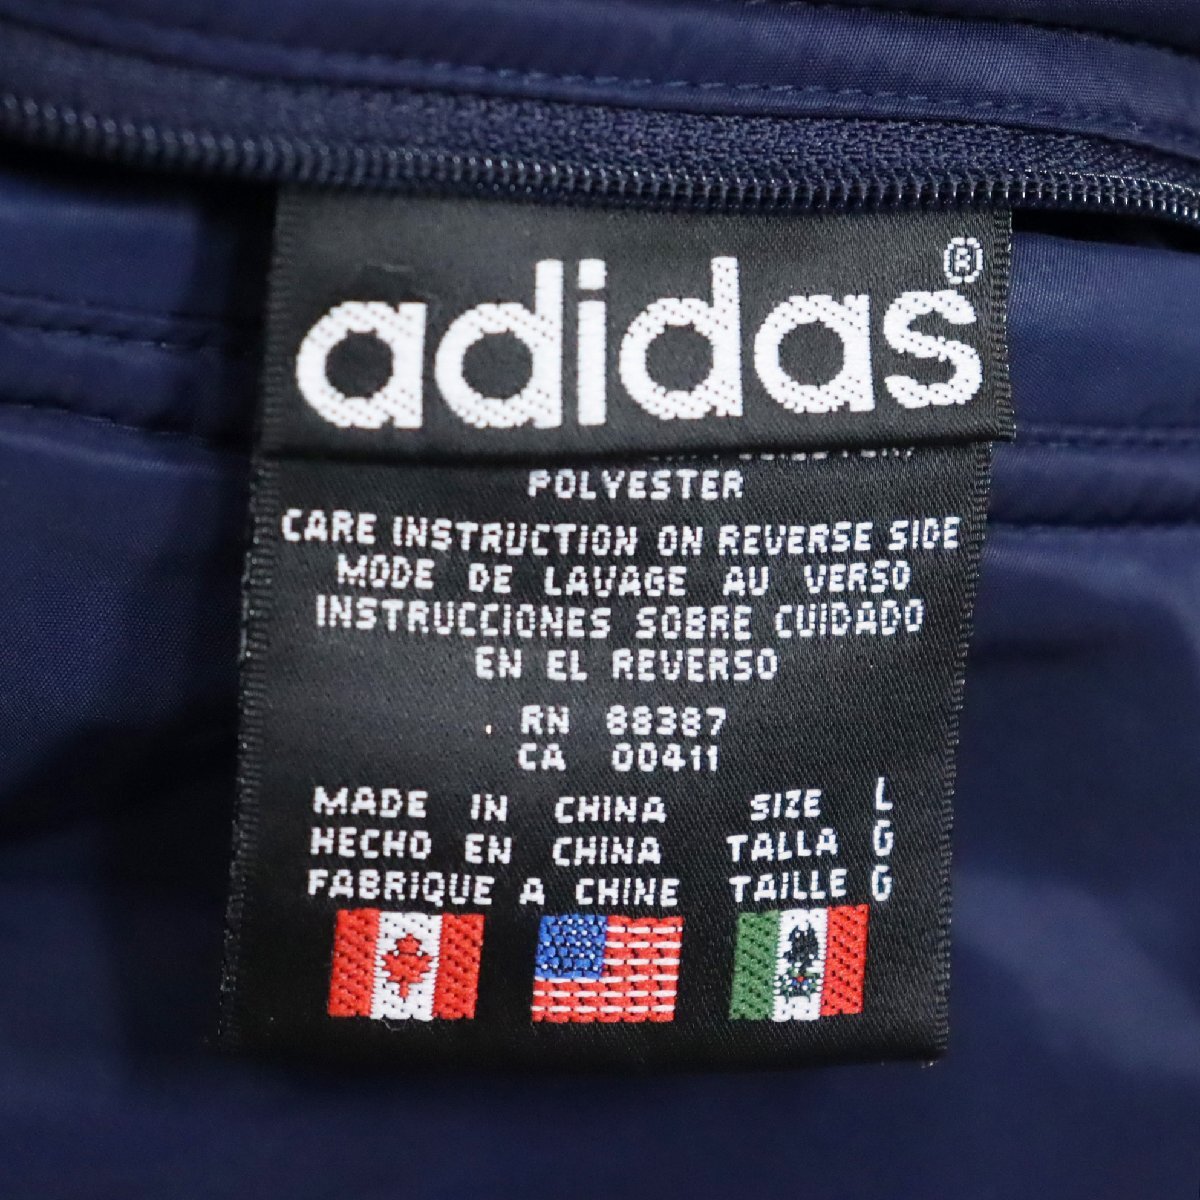 adidas®
POLYESTER
CARE INSTRUCTION ON REVERSE SIDE
MODE DE LAVAGE AU VERSO
INSTRUCCIONES SOBRE CUIDADO
EN EL REVERSO
RN 88387
CA 00411
MADE IN CHINA SIZE L
HECHO EN CHINA TALLA G
FABRIQUE A CHINE TAILLE G